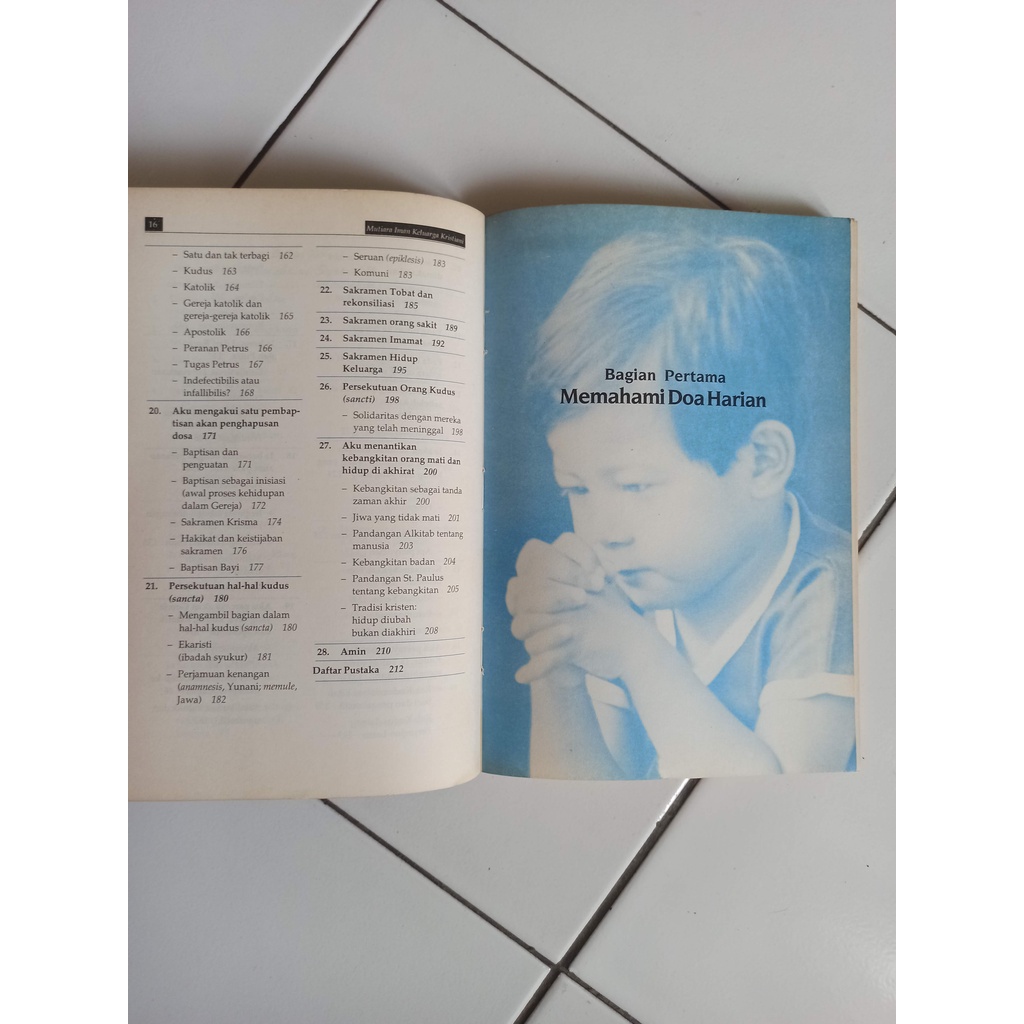 16
Mutiara Iman Keluarga Kristiani
– Satu dan tak terbagi 162
– Kudus 163
– Katolik 164
– Gereja katolik dan
gereja-gereja katolik 165
– Apostolik 166
– Peranan Petrus 166
– Tugas Petrus 167
– Indefectibilis atau
infallibilis? 168
20. Aku mengakui satu pembap-
tisan akan penghapusan
dosa 171
– Baptisan dan
penguatan 171
– Baptisan sebagai inisiasi
(awal proses kehidupan
dalam Gereja) 172
– Sakramen Krisma 174
– Hakikat dan keistijaban
sakramen 176
– Baptisan Bayi 177
21. Persekutuan hal-hal kudus
(sancta) 180
– Mengambil bagian dalam
hal-hal kudus (sancta) 180
– Ekaristi
(ibadah syukur) 181
– Perjamuan kenangan
(anamnesis, Yunani; memule,
Jawa) 182
– Seruan (epiklesis) 183
– Komuni 183
22. Sakramen Tobat dan
rekonsiliasi 185
23. Sakramen orang sakit 189
24. Sakramen Imamat 192
25. Sakramen Hidup
Keluarga 195
26. Persekutuan Orang Kudus
(sancti) 198
– Solidaritas dengan mereka
yang telah meninggal 198
27. Aku menantikan
kebangkitan orang mati dan
hidup di akhirat 200
– Kebangkitan sebagai tanda
zaman akhir 200
– Jiwa yang tidak mati 201
– Pandangan Alkitab tentang
manusia 203
– Kebangkitan badan 204
– Pandangan St. Paulus
tentang kebangkitan 205
– Tradisi kristen:
hidup diubah
bukan diakhiri 208
28. Amin 210
Daftar Pustaka 212
Bagian Pertama
Memahami Doa Harian